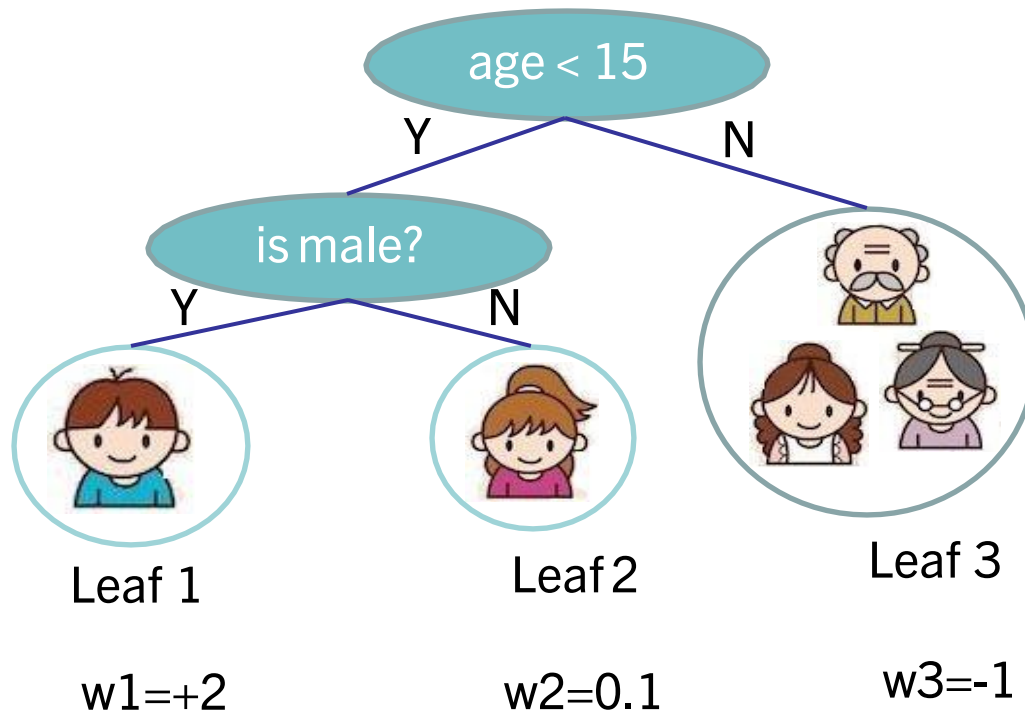 age < 15
Y
N
is male?
Y
N
Leaf 1
Leaf 2
Leaf 3
w1=+2
w2=0.1
w3=-1